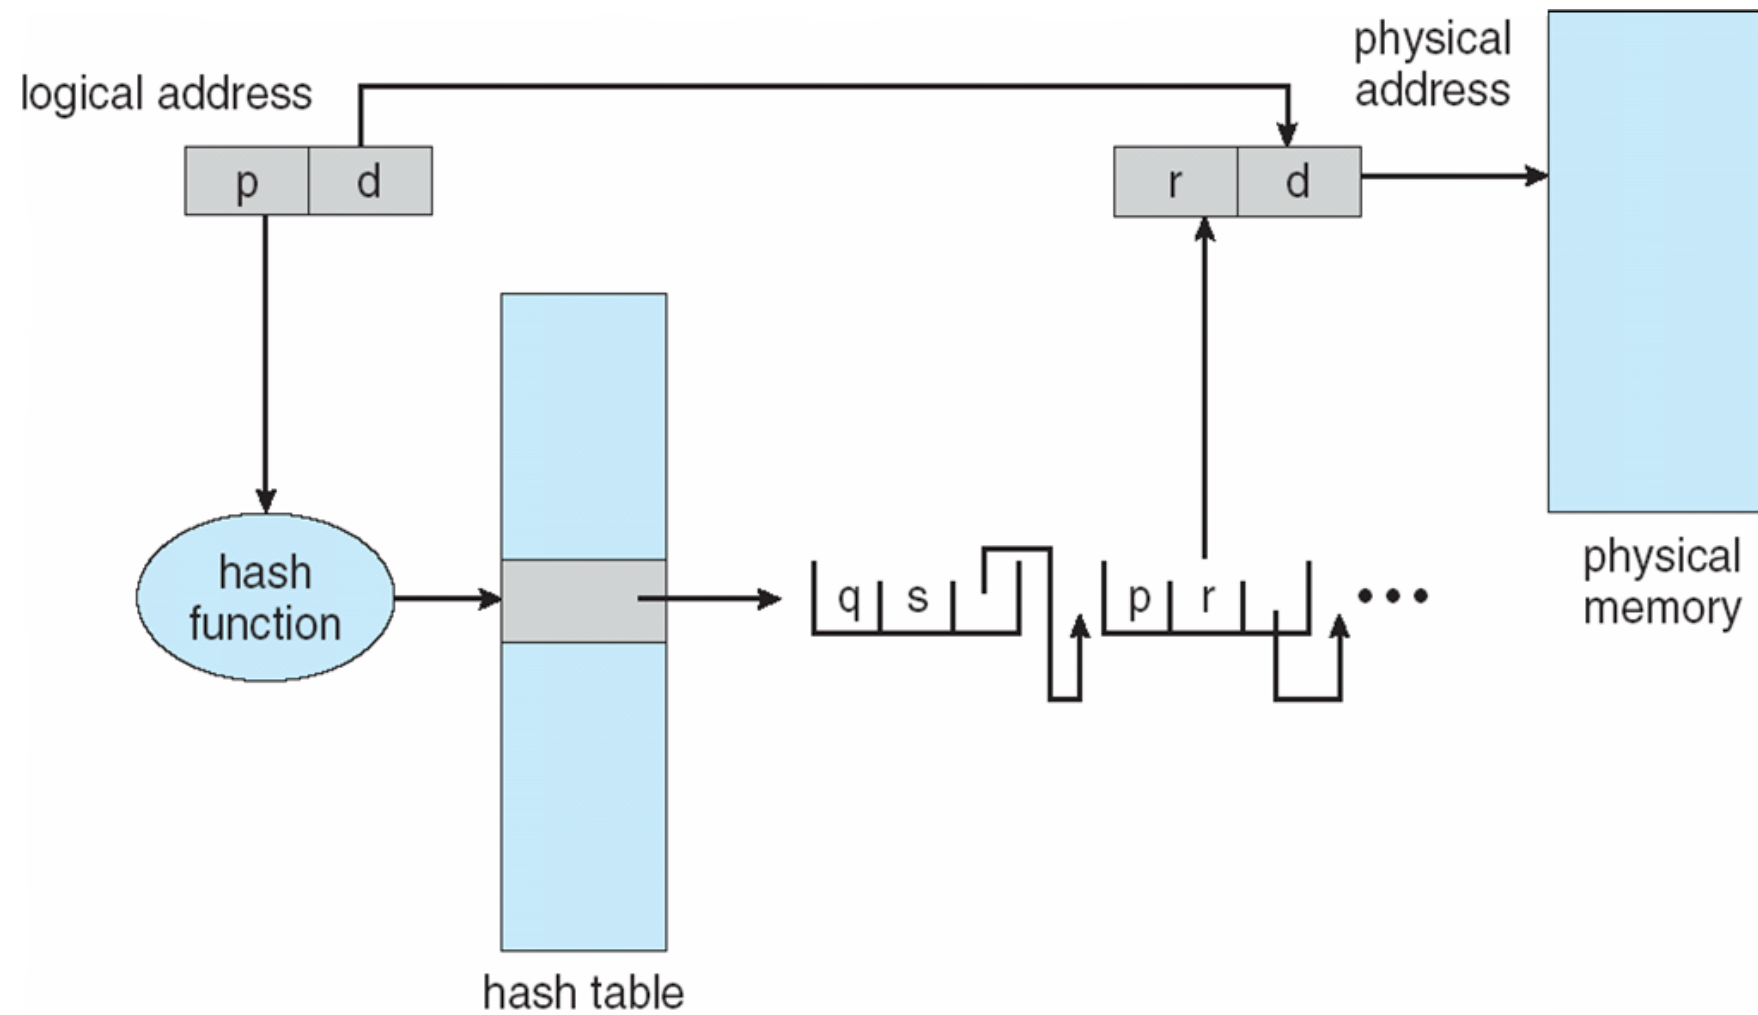 physical
address
logical address
p d
r d
hash
function
q s
p r
physical
memory
hash table